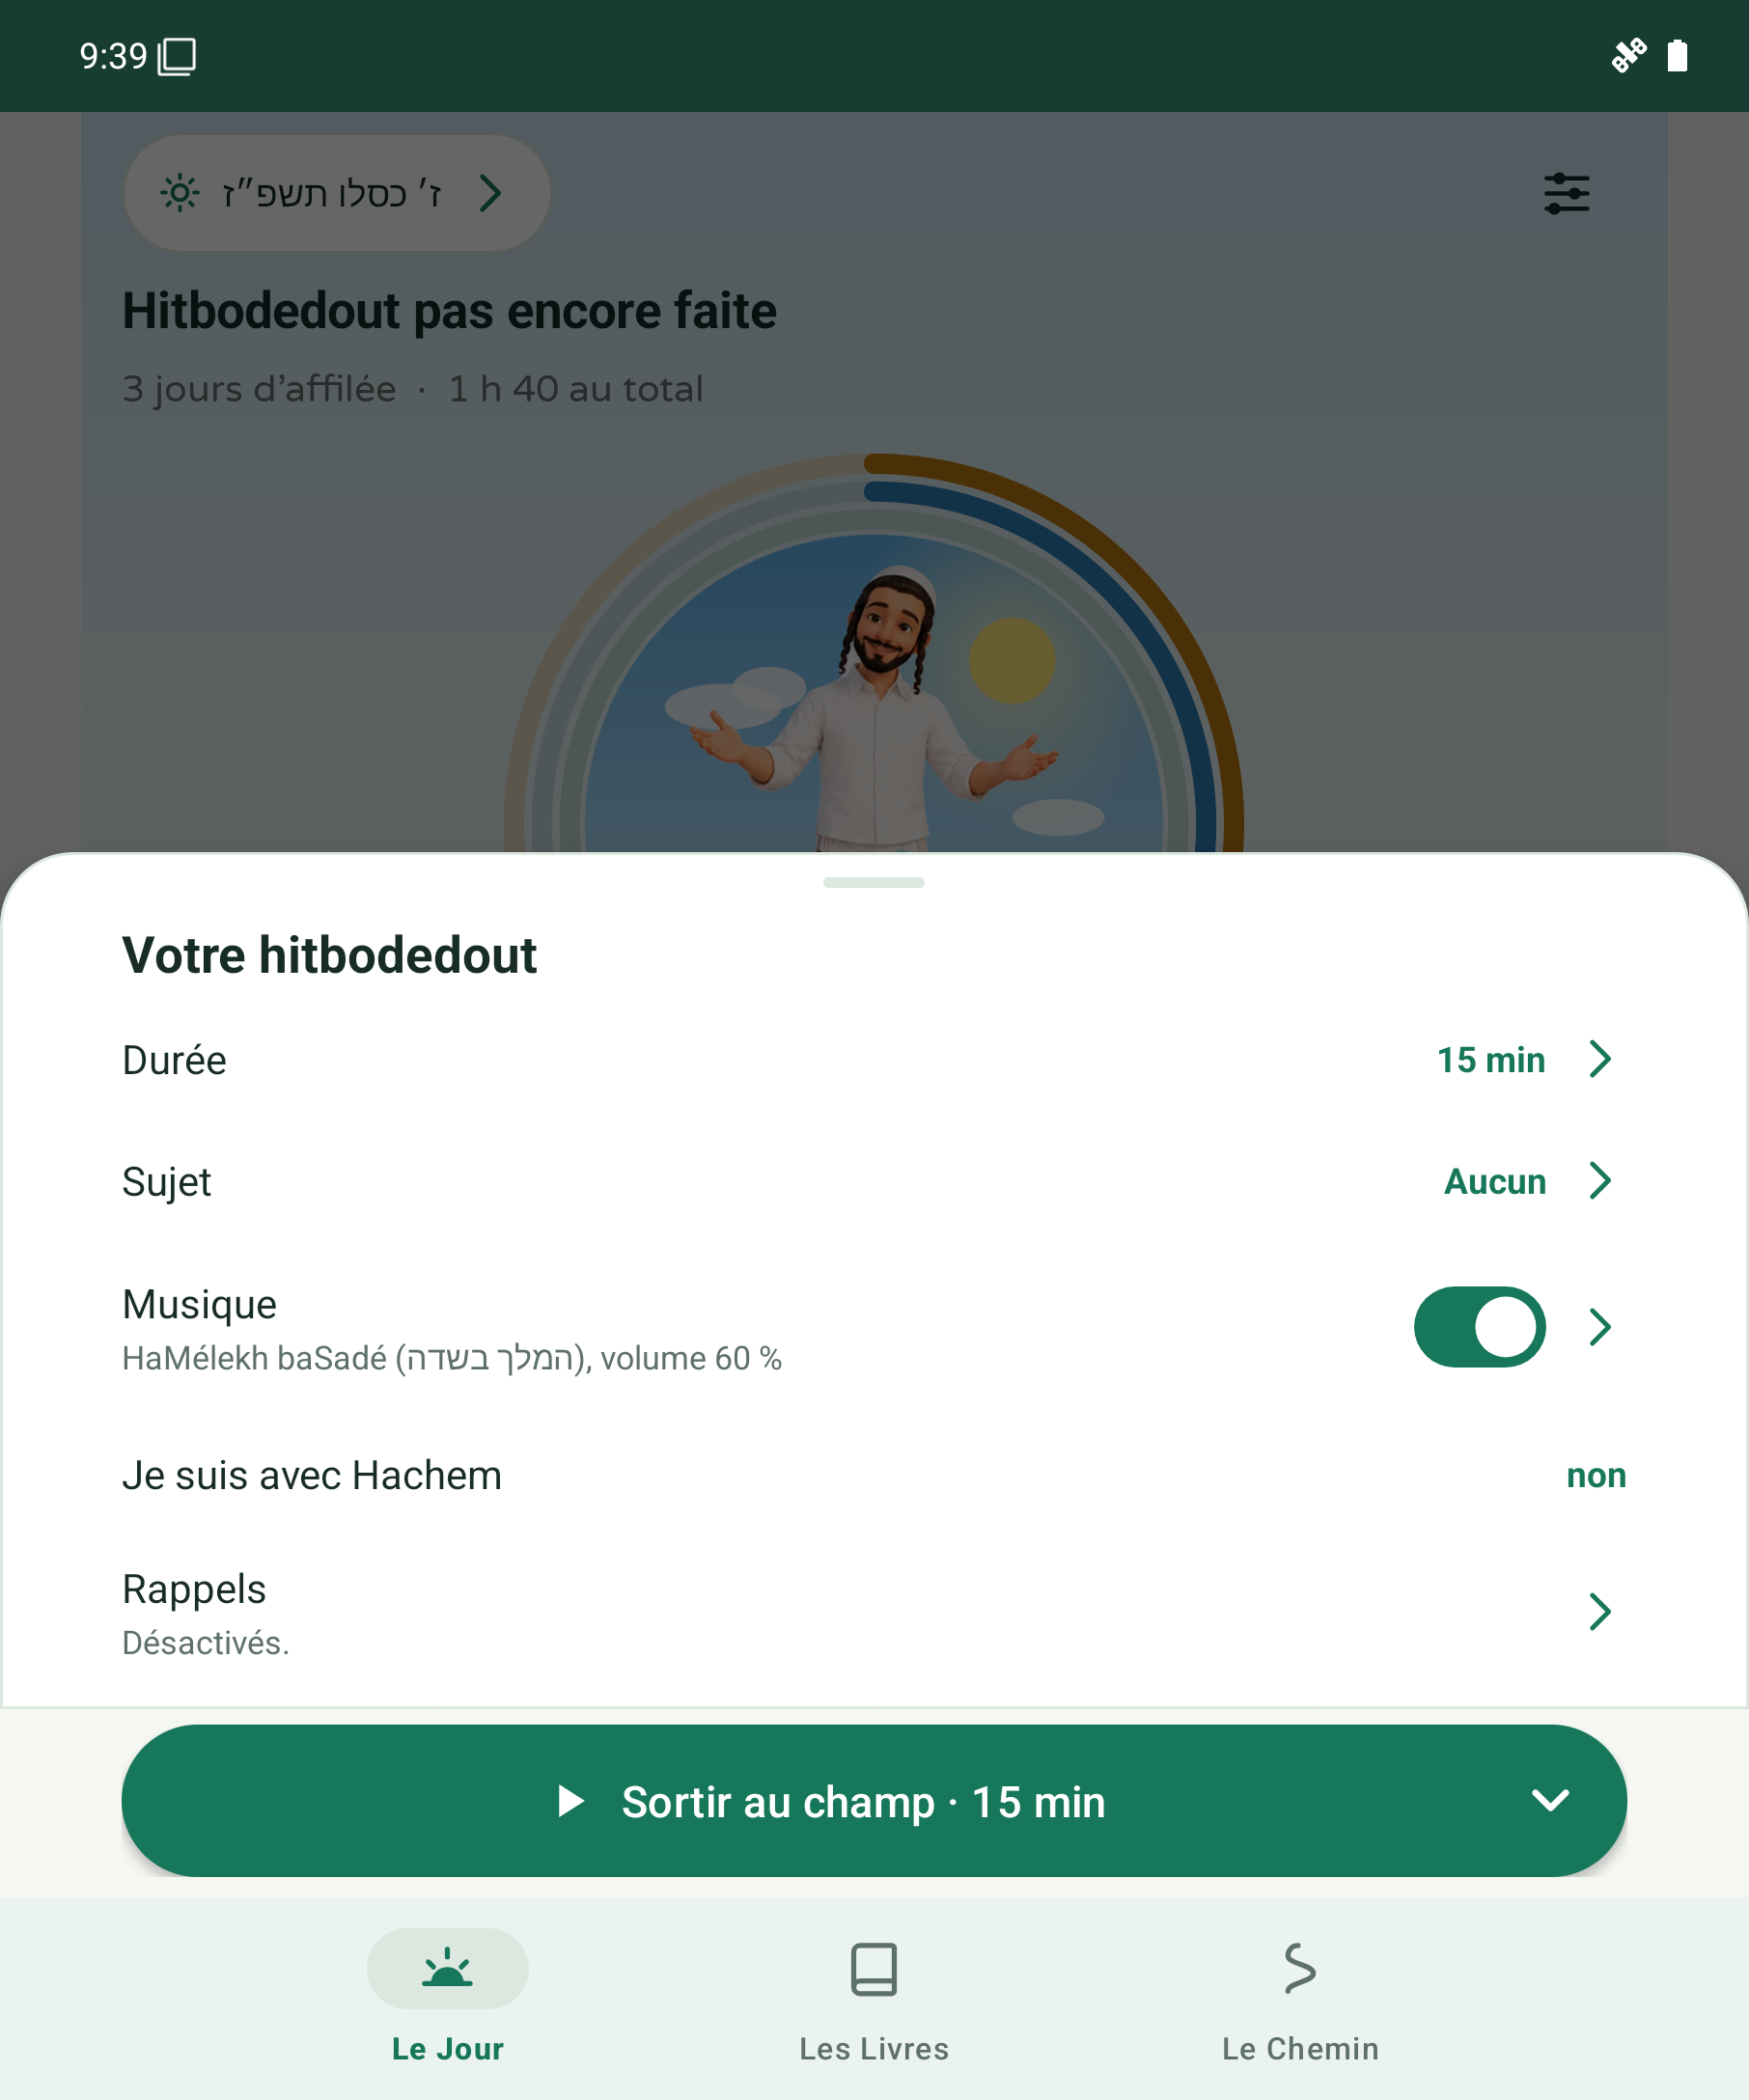 9:39
ז׳ כסלו תשפ״ז
Hitbodedout pas encore faite
3 jours d’affilée · 1 h 40 au total
Votre hitbodedout
Durée 15 min
Sujet Aucun
Musique
HaMélekh baSadé (המלך בשדה), volume 60 %
Je suis avec Hachem non
Rappels
Désactivés.
Sortir au champ · 15 min
Le Jour Les Livres Le Chemin